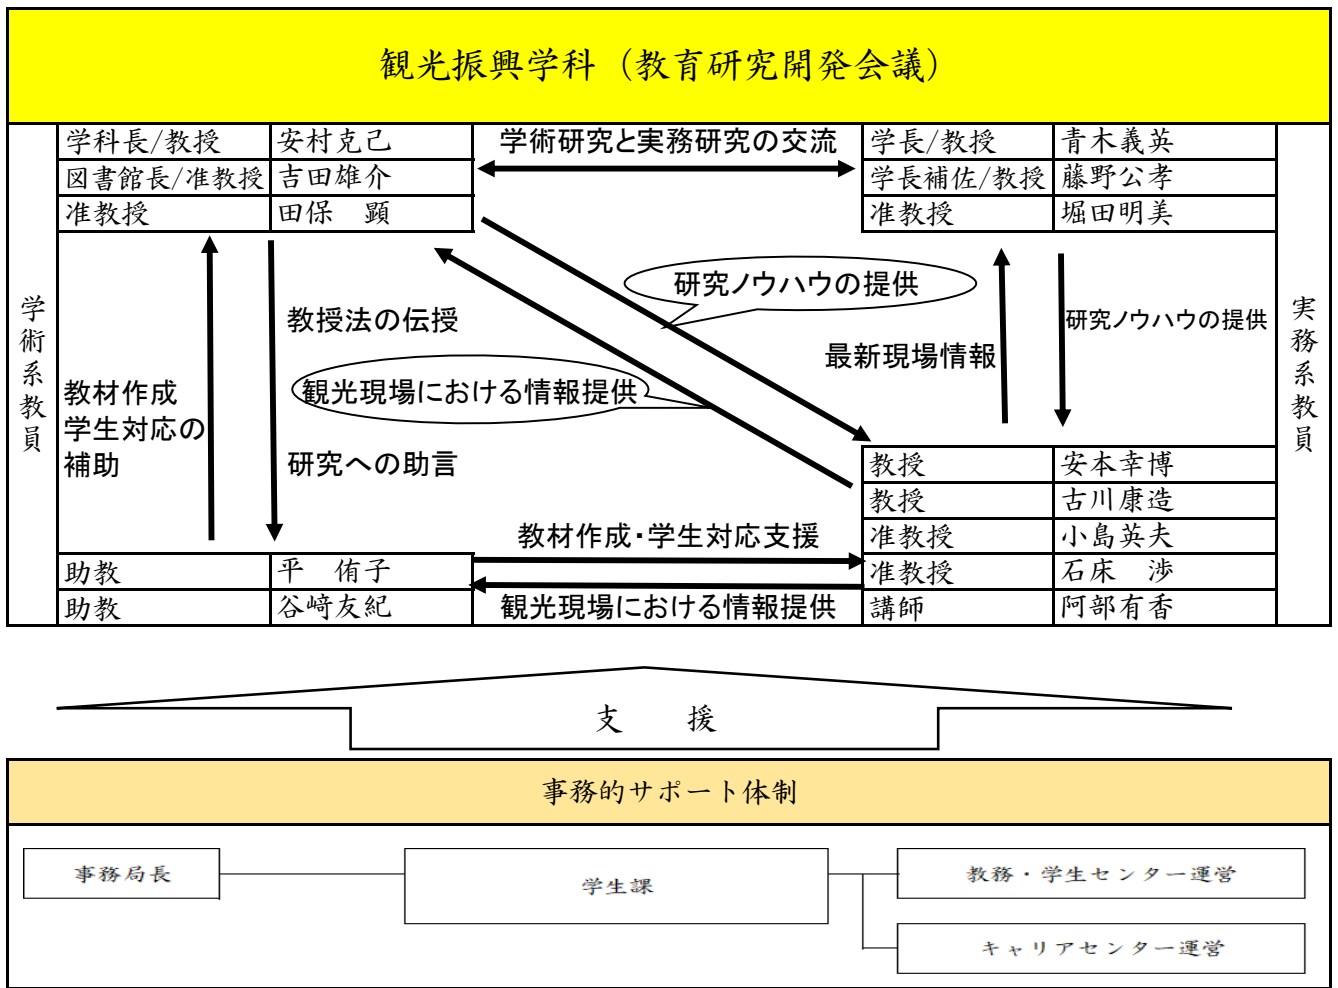 観光振興学科（教育研究開発会議）
学科長/教授 安村克己
図書館長/准教授 吉田雄介
准教授 田保　顕
学術研究と実務研究の交流
学長/教授 青木義英
学長補佐/教授 藤野公孝
准教授 堀田明美
学術系教員
実務系教員
研究ノウハウの提供
教授法の伝授
観光現場における情報提供
最新現場情報
研究ノウハウの提供
教材作成
学生対応の
補助
研究への助言
教授 安本幸博
教授 古川康造
准教授 小島英夫
准教授 石床　渉
講師 阿部有香
教材作成・学生対応支援
助教 平　侑子
助教 谷﨑友紀
観光現場における情報提供
支　援
事務的サポート体制
事務局長
学生課
教務・学生センター運営
キャリアセンター運営